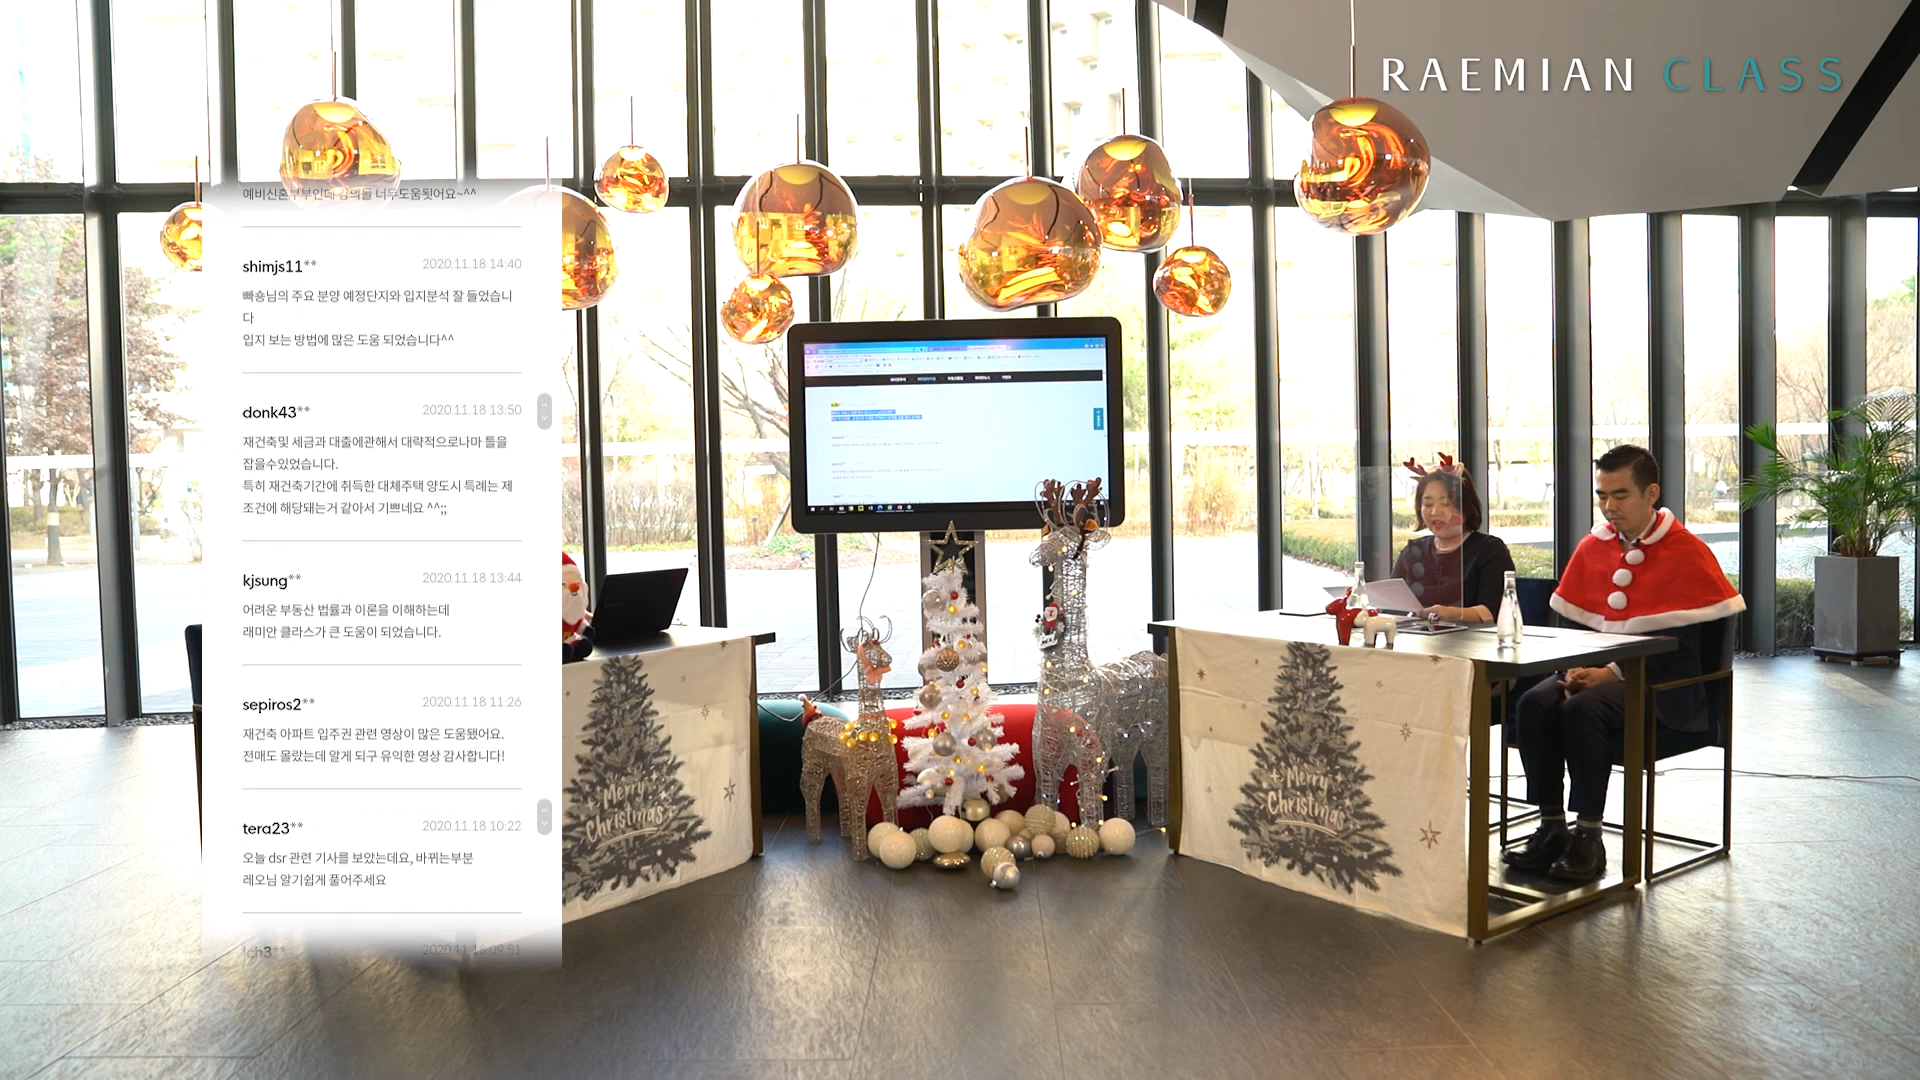 RAEMIAN CLASS
예비신혼부부인데 강의들 너무도움됫어요~^^
shimjs11** 2020.11.18 14:40
빠숑님의 주요 분양 예정단지와 입지분석 잘 들었습니
다
입지 보는 방법에 많은 도움 되었습니다^^
donk43** 2020.11.18 13:50
재건축및 세금과 대출에관해서 대략적으로나마 틀을
잡을수있었습니다.
특히 재건축기간에 취득한 대체주택 양도시 특례는 제
조건에 해당돼는거 같아서 기쁘네요 ^^;;
kjsung** 2020.11.18 13:44
어려운 부동산 법률과 이론을 이해하는데
래미안 클라스가 큰 도움이 되었습니다.
sepiros2** 2020.11.18 11:26
재건축 아파트 입주권 관련 영상이 많은 도움됐어요.
전매도 몰랐는데 알게 되구 유익한 영상 감사합니다!
tera23** 2020.11.18 10:22
오늘 dsr 관련 기사를 보았는데요, 바뀌는부분
레오님 알기쉽게 풀어주세요
2020.11.18 09:51
Merry
Christmas
Merry
Christmas